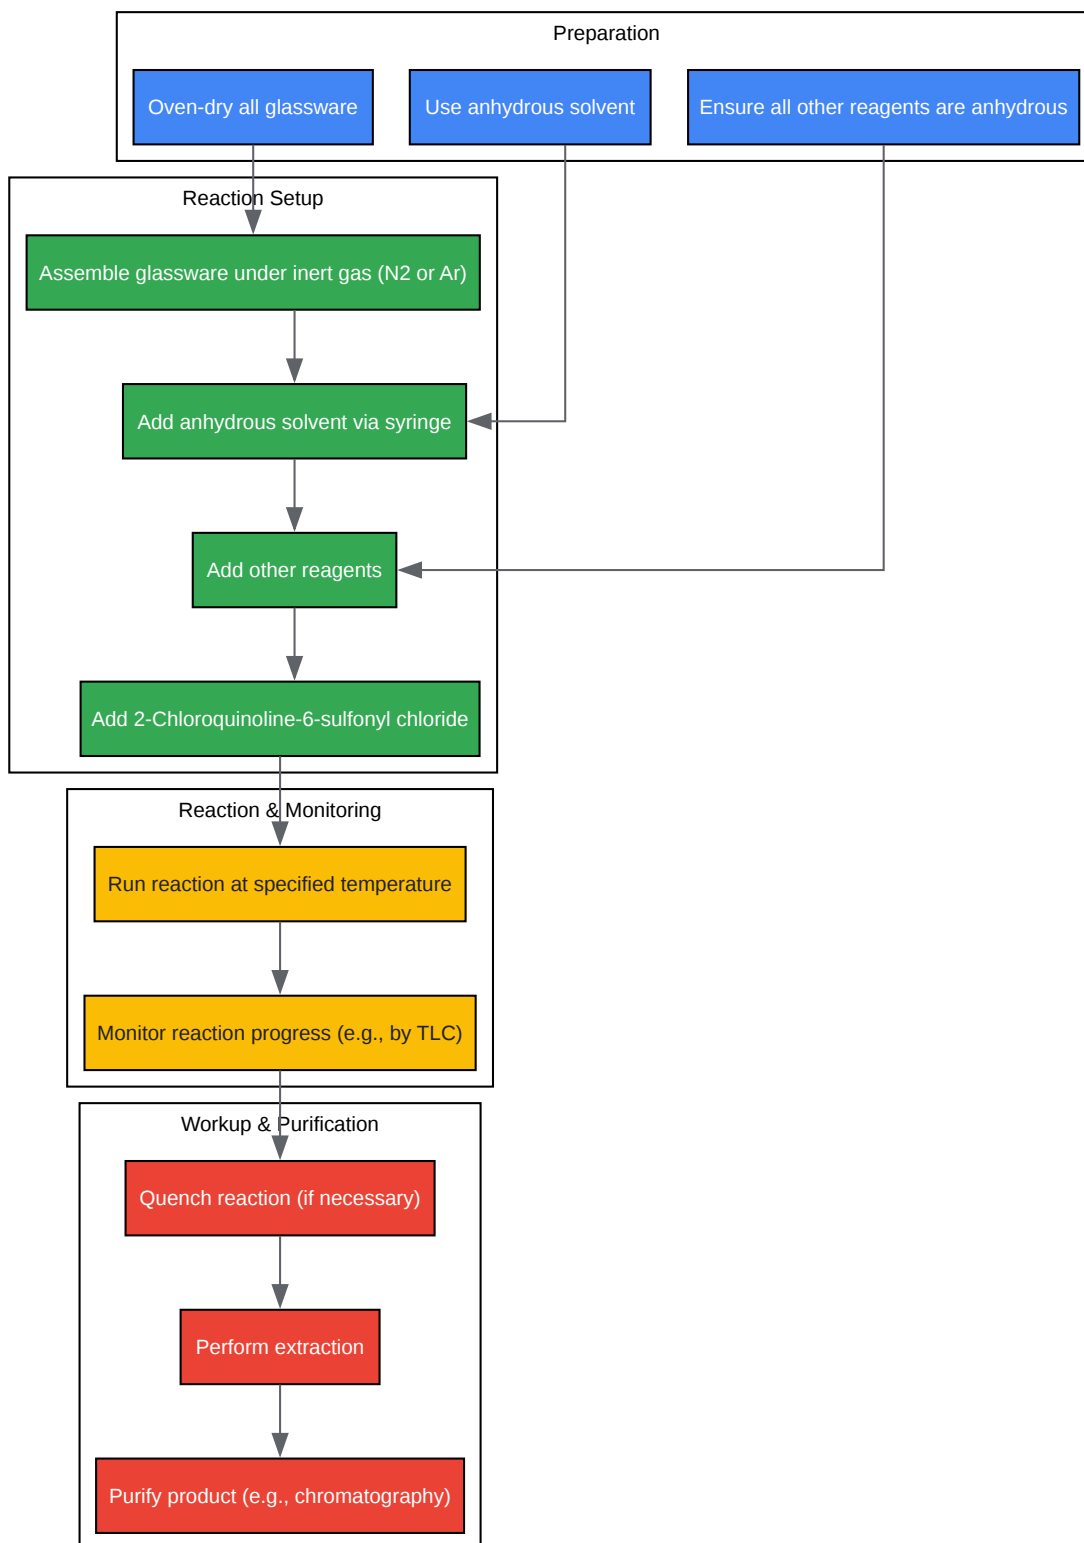 Preparation
Oven-dry all glassware
Use anhydrous solvent
Ensure all other reagents are anhydrous
Reaction Setup
Assemble glassware under inert gas (N2 or Ar)
Add anhydrous solvent via syringe
Add other reagents
Add 2-Chloroquinoline-6-sulfonyl chloride
Reaction & Monitoring
Run reaction at specified temperature
Monitor reaction progress (e.g., by TLC)
Workup & Purification
Quench reaction (if necessary)
Perform extraction
Purify product (e.g., chromatography)